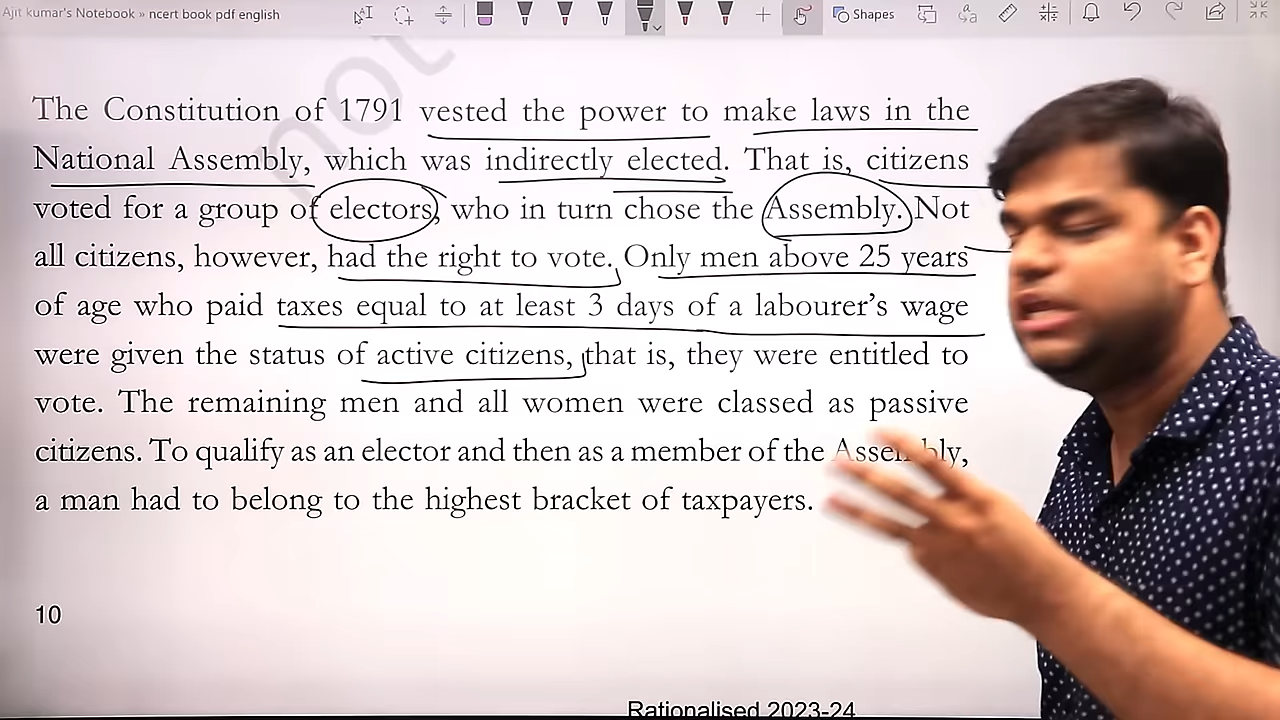 Ajit kumar's Notebook » ncert book pdf english
Shapes
not
The Constitution of 1791 vested the power to make laws in the
National Assembly, which was indirectly elected. That is, citizens
voted for a group of electors, who in turn chose the Assembly. Not
all citizens, however, had the right to vote. Only men above 25 years
of age who paid taxes equal to at least 3 days of a labourer's wage
were given the status of active citizens, that is, they were entitled to
vote. The remaining men and all women were classed as passive
citizens. To qualify as an elector and then as a member of the Assembly,
a man had to belong to the highest bracket of taxpayers.
10
Rationalised 2023-24